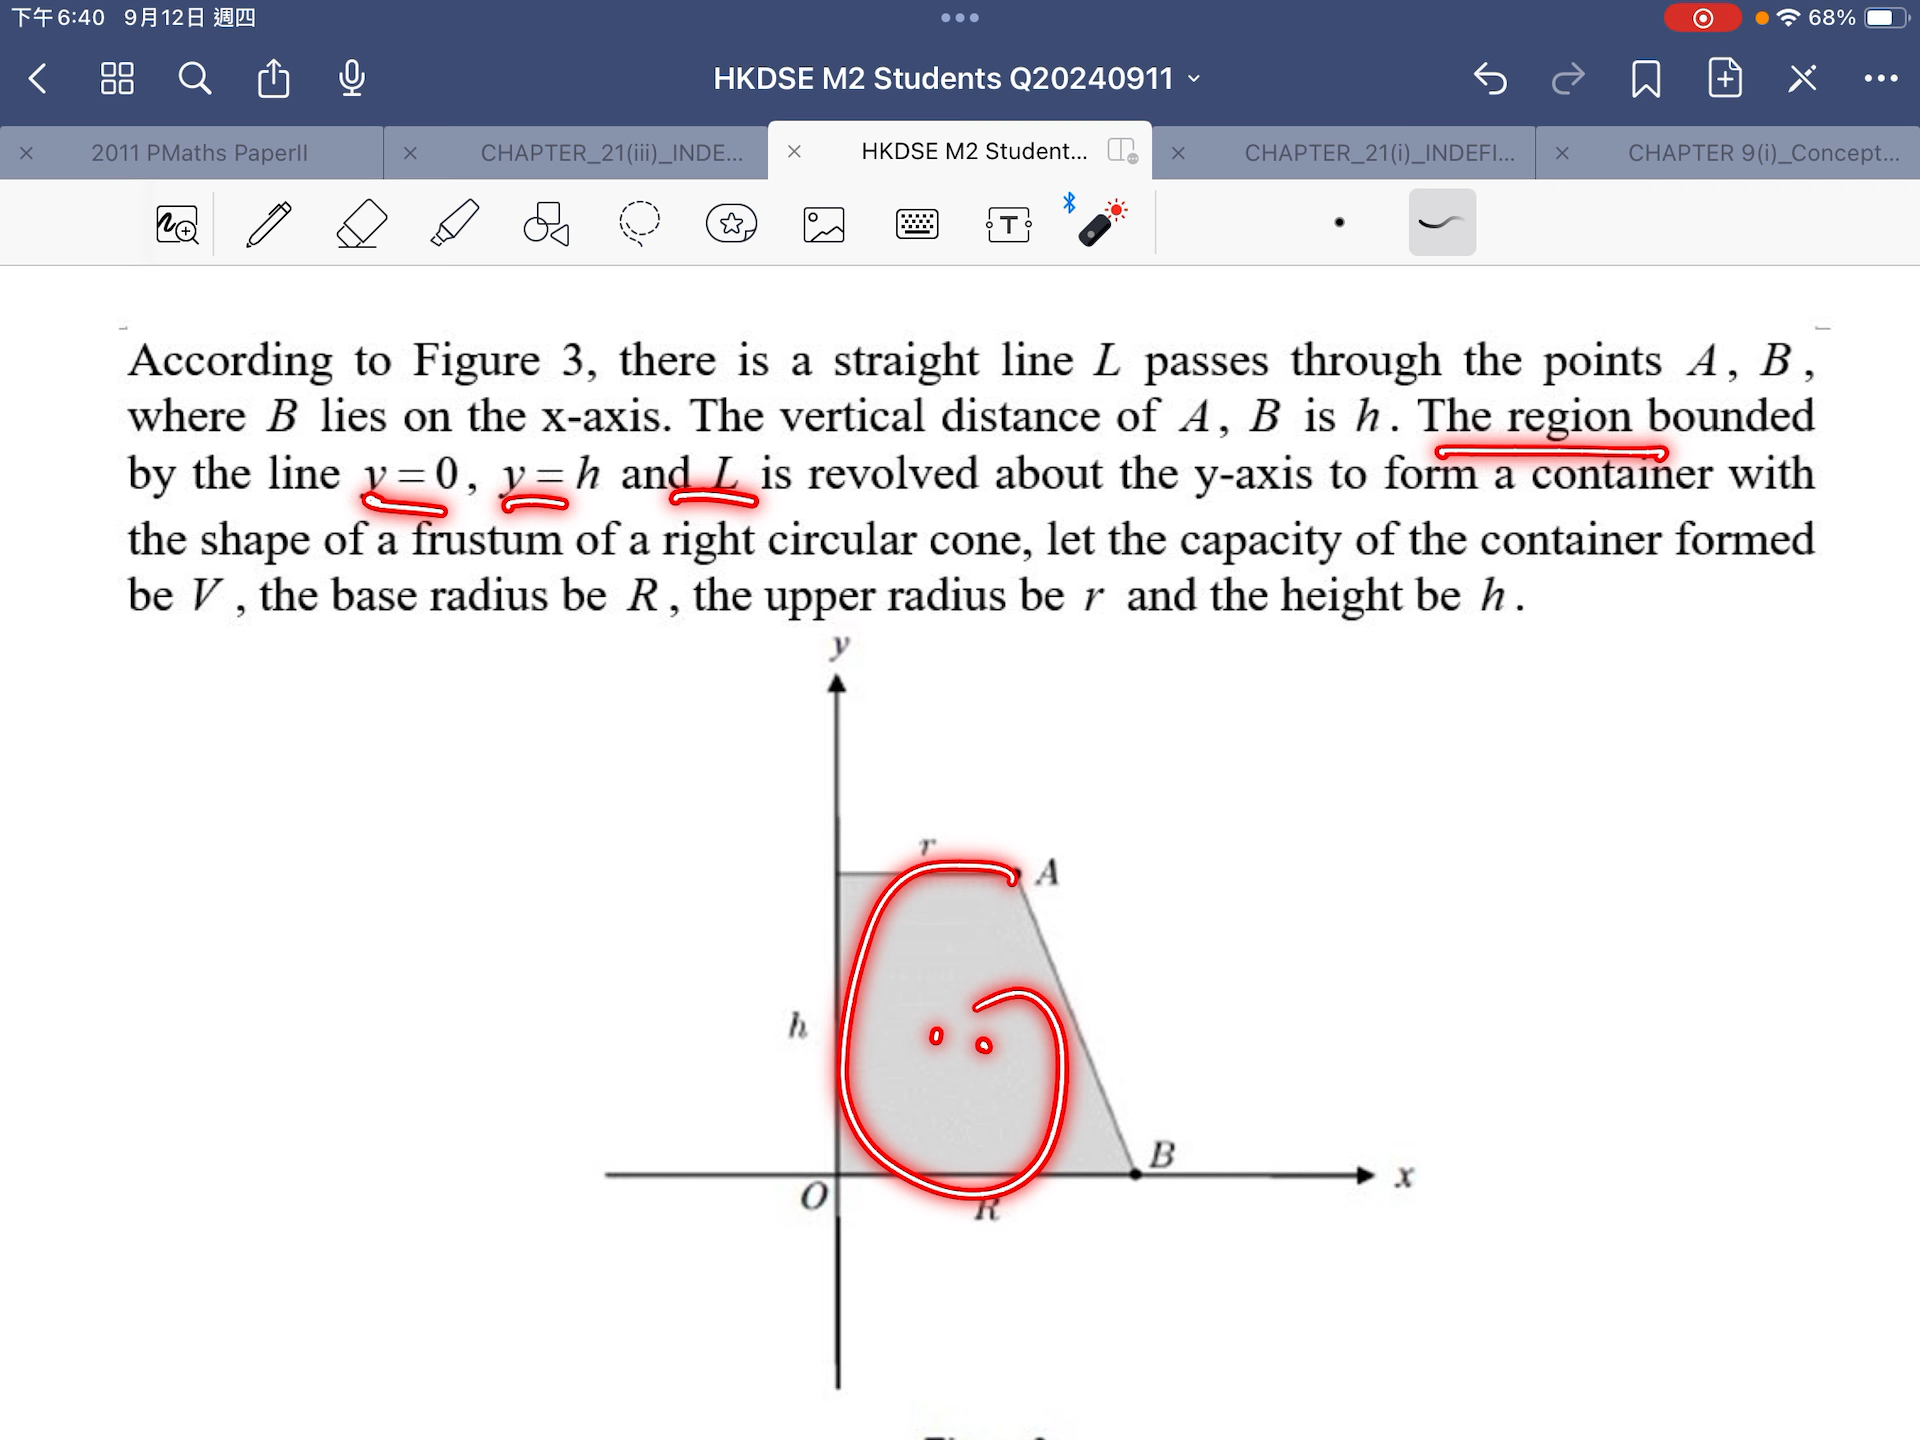 下午6:40 9月12日 週四
68%
HKDSE M2 Students Q20240911
2011 PMaths PaperII
CHAPTER_21(iii)_INDE...
HKDSE M2 Student...
CHAPTER_21(i)_INDEFI...
CHAPTER 9(i)_Concept...
T
According to Figure 3, there is a straight line L passes through the points A, B,
where B lies on the x-axis. The vertical distance of A, B is h. The region bounded
by the line y=0, y=h and L is revolved about the y-axis to form a container with
the shape of a frustum of a right circular cone, let the capacity of the container formed
be V, the base radius be R, the upper radius be r and the height be h.
y
r
A
h
B
x
O
R